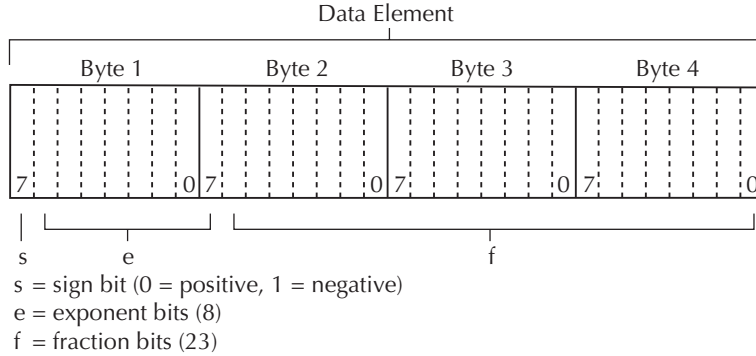 Data Element
Byte 1 Byte 2 Byte 3 Byte 4
7 0 7 0 7 0 7 0
s e f
s = sign bit (0 = positive, 1 = negative)
e = exponent bits (8)
f = fraction bits (23)